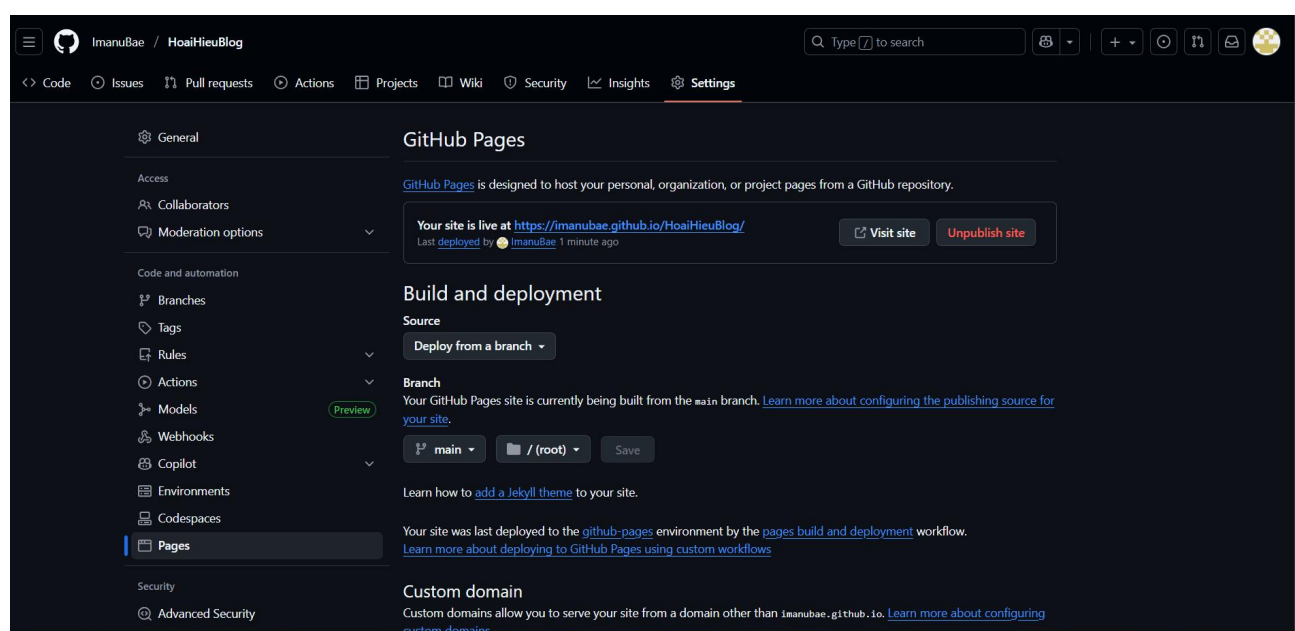 ImanuBae / HoaiHieuBlog
Type / to search
Code
Issues
Pull requests
Actions
Projects
Wiki
Security
Insights
Settings
General
Access
Collaborators
Moderation options
Code and automation
Branches
Tags
Rules
Actions
Models Preview
Webhooks
Copilot
Environments
Codespaces
Pages
Security
Advanced Security
GitHub Pages
GitHub Pages is designed to host your personal, organization, or project pages from a GitHub repository.
Your site is live at https://imanubae.github.io/HoaiHieuBlog/
Last deployed by ImanuBae 1 minute ago
Visit site
Unpublish site
Build and deployment
Source
Deploy from a branch
Branch
Your GitHub Pages site is currently being built from the main branch. Learn more about configuring the publishing source for
your site.
main
/ (root)
Save
Learn how to add a Jekyll theme to your site.
Your site was last deployed to the github-pages environment by the pages build and deployment workflow.
Learn more about deploying to GitHub Pages using custom workflows
Custom domain
Custom domains allow you to serve your site from a domain other than imanubae.github.io. Learn more about configuring
custom domains.